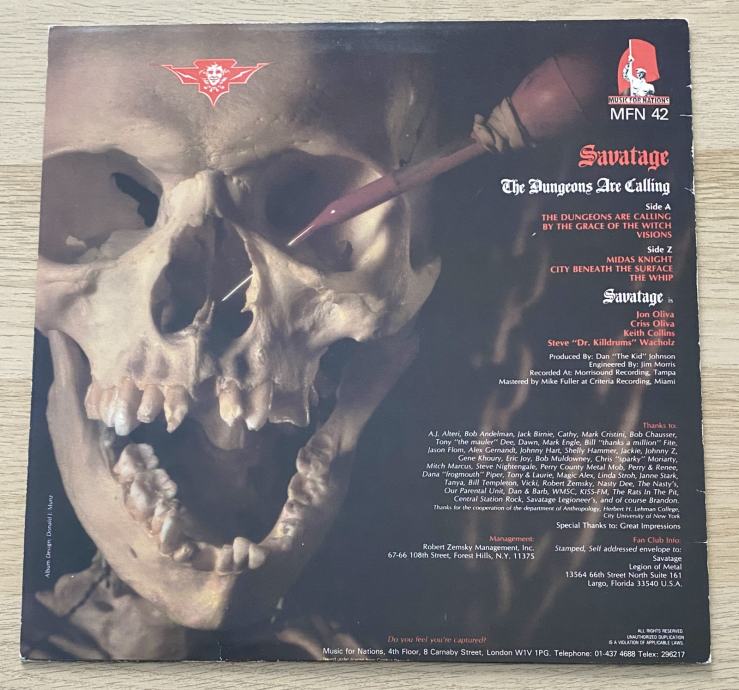 MUSIC FOR NATIONS
MFN 42
Savatage
The Dungeons Are Calling
Side A
THE DUNGEONS ARE CALLING
BY THE GRACE OF THE WITCH
VISIONS
Side Z
MIDAS KNIGHT
CITY BENEATH THE SURFACE
THE WHIP
Savatage is
Jon Oliva
Criss Oliva
Keith Collins
Steve "Dr. Killdrums" Wacholz
Produced By: Dan "The Kid" Johnson
Engineered By: Jim Morris
Recorded At: Morrisound Recording, Tampa
Mastered by Mike Fuller at Criteria Recording, Miami
Thanks to:
A.J. Alteri, Bob Andelman, Jack Birnie, Cathy, Mark Cristini, Bob Chausser,
Tony "the mauler" Dee, Dawn, Mark Engle, Bill "thanks a million" Fite,
Jason Flom, Alex Gernandt, Johnny Hart, Shelly Hammer, Jackie, Johnny Z,
Gene Khoury, Eric Joy, Bob Muldowney, Chris "sparky" Moriarty,
Mitch Marcus, Steve Nightengale, Perry County Metal Mob, Perry & Renee,
Dana "frogmouth" Piper, Tony & Laurie, Magic Alex, Linda Stroh, Janne Stark,
Tanya, Bill Templeton, Vicki, Robert Zemsky, Nasty Dee, The Nasty's,
Our Parental Unit, Dan & Barb, WMSC, KISS-FM, The Rats In The Pit,
Central Station Rock, Savatage Legioneer's, and of course Brandon.
Thanks for the cooperation of the department of Anthropology, Herbert H. Lehman College,
City University of New York
Special Thanks to: Great Impressions
Management:
Robert Zemsky Management, Inc.
67-66 108th Street, Forest Hills, N.Y. 11375
Fan Club Info:
Stamped, Self addressed envelope to:
Savatage
Legion of Metal
13564 66th Street North Suite 161
Largo, Florida 33540 U.S.A.
Album Design: Donald J. Munz
Do you feel you're captured?
ALL RIGHTS RESERVED
UNAUTHORIZED DUPLICATION
IS A VIOLATION OF APPLICABLE LAWS.
Music for Nations, 4th Floor, 8 Carnaby Street, London W1V 1PG. Telephone: 01-437 4688 Telex: 296217